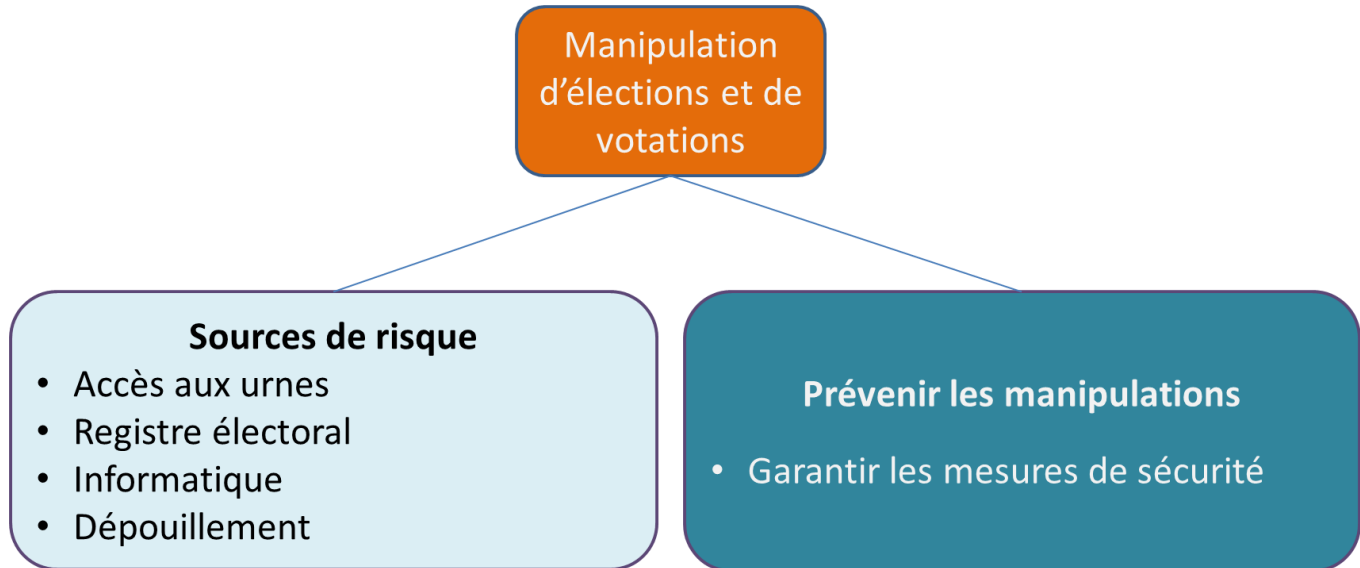 Manipulation
d’élections et de
votations
Sources de risque
• Accès aux urnes
• Registre électoral
• Informatique
• Dépouillement
Prévenir les manipulations
• Garantir les mesures de sécurité